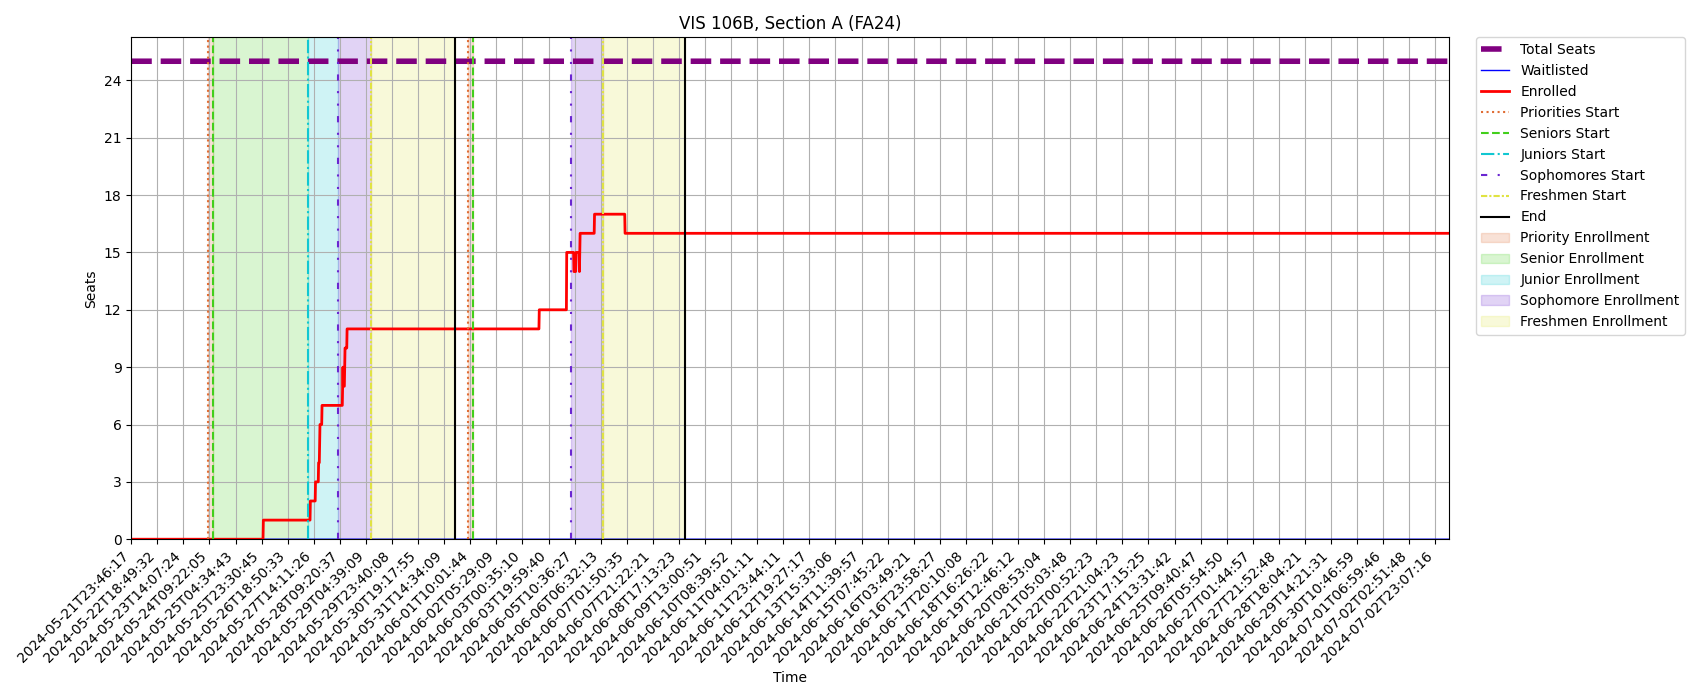 VIS 106B, Section A (FA24)
Total Seats
Waitlisted
Enrolled
Priorities Start
Seniors Start
Juniors Start
Sophomores Start
Freshmen Start
End
Priority Enrollment
Senior Enrollment
Junior Enrollment
Sophomore Enrollment
Freshmen Enrollment
Seats
24
21
18
15
12
9
6
3
0
2024-05-21T23:46:17
2024-05-22T18:49:32
2024-05-23T14:07:24
2024-05-24T09:22:05
2024-05-25T04:34:43
2024-05-25T23:30:45
2024-05-26T18:50:33
2024-05-27T14:11:26
2024-05-28T09:20:37
2024-05-29T04:39:09
2024-05-29T23:40:08
2024-05-30T19:17:55
2024-05-31T14:34:09
2024-06-01T10:01:44
2024-06-02T05:29:09
2024-06-03T00:35:10
2024-06-03T19:59:40
2024-06-05T10:36:27
2024-06-06T06:32:13
2024-06-07T01:50:35
2024-06-07T21:22:21
2024-06-08T17:13:23
2024-06-09T13:00:51
2024-06-10T08:39:52
2024-06-11T04:01:11
2024-06-11T23:44:11
2024-06-12T19:27:17
2024-06-13T15:33:06
2024-06-14T11:39:57
2024-06-15T07:45:22
2024-06-16T03:49:21
2024-06-16T23:58:27
2024-06-17T20:10:08
2024-06-18T16:26:22
2024-06-19T12:46:12
2024-06-20T08:53:04
2024-06-21T05:03:48
2024-06-22T00:52:23
2024-06-22T21:04:23
2024-06-23T17:15:25
2024-06-24T13:31:42
2024-06-25T09:40:47
2024-06-26T05:54:50
2024-06-27T01:44:57
2024-06-27T21:52:48
2024-06-28T18:04:21
2024-06-29T14:21:31
2024-06-30T10:46:59
2024-07-01T06:59:46
2024-07-02T02:51:48
2024-07-02T23:07:16
Time